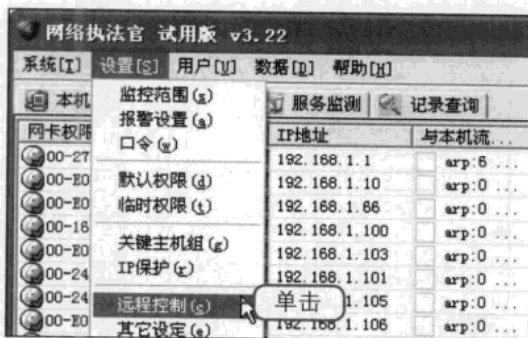 网络执法官 试用版 v3.22
系统[I] 设置[S] 用户[U] 数据[D] 帮助[H]
本机 服务监测 记录查询
网卡权限 IP地址 与本机流...
00-27 192.168.1.1 arp:6 ...
00-E0 192.168.1.10 arp:0 ...
00-E0 192.168.1.66 arp:0 ...
00-16 192.168.1.100 arp:0 ...
00-E0 192.168.1.103 arp:0 ...
00-24 192.168.1.101 arp:0 ...
00-24 1.105 arp:0 ...
00-E0 192.168.1.106 arp:0 ...
监控范围(s)
报警设置(a)
口令(w)
默认权限(d)
临时权限(t)
关键主机组(g)
IP保护(r)
远程控制(c)
其它设定(e)
单击